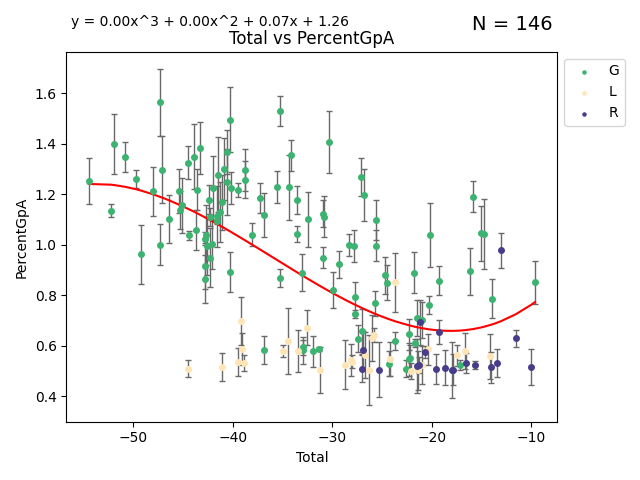 y = 0.00x^3 + 0.00x^2 + 0.07x + 1.26
N = 146
Total vs PercentGpA
G
L
R
1.6
1.4
1.2
1.0
0.8
0.6
0.4
PercentGpA
−50
−40
−30
−20
−10
Total